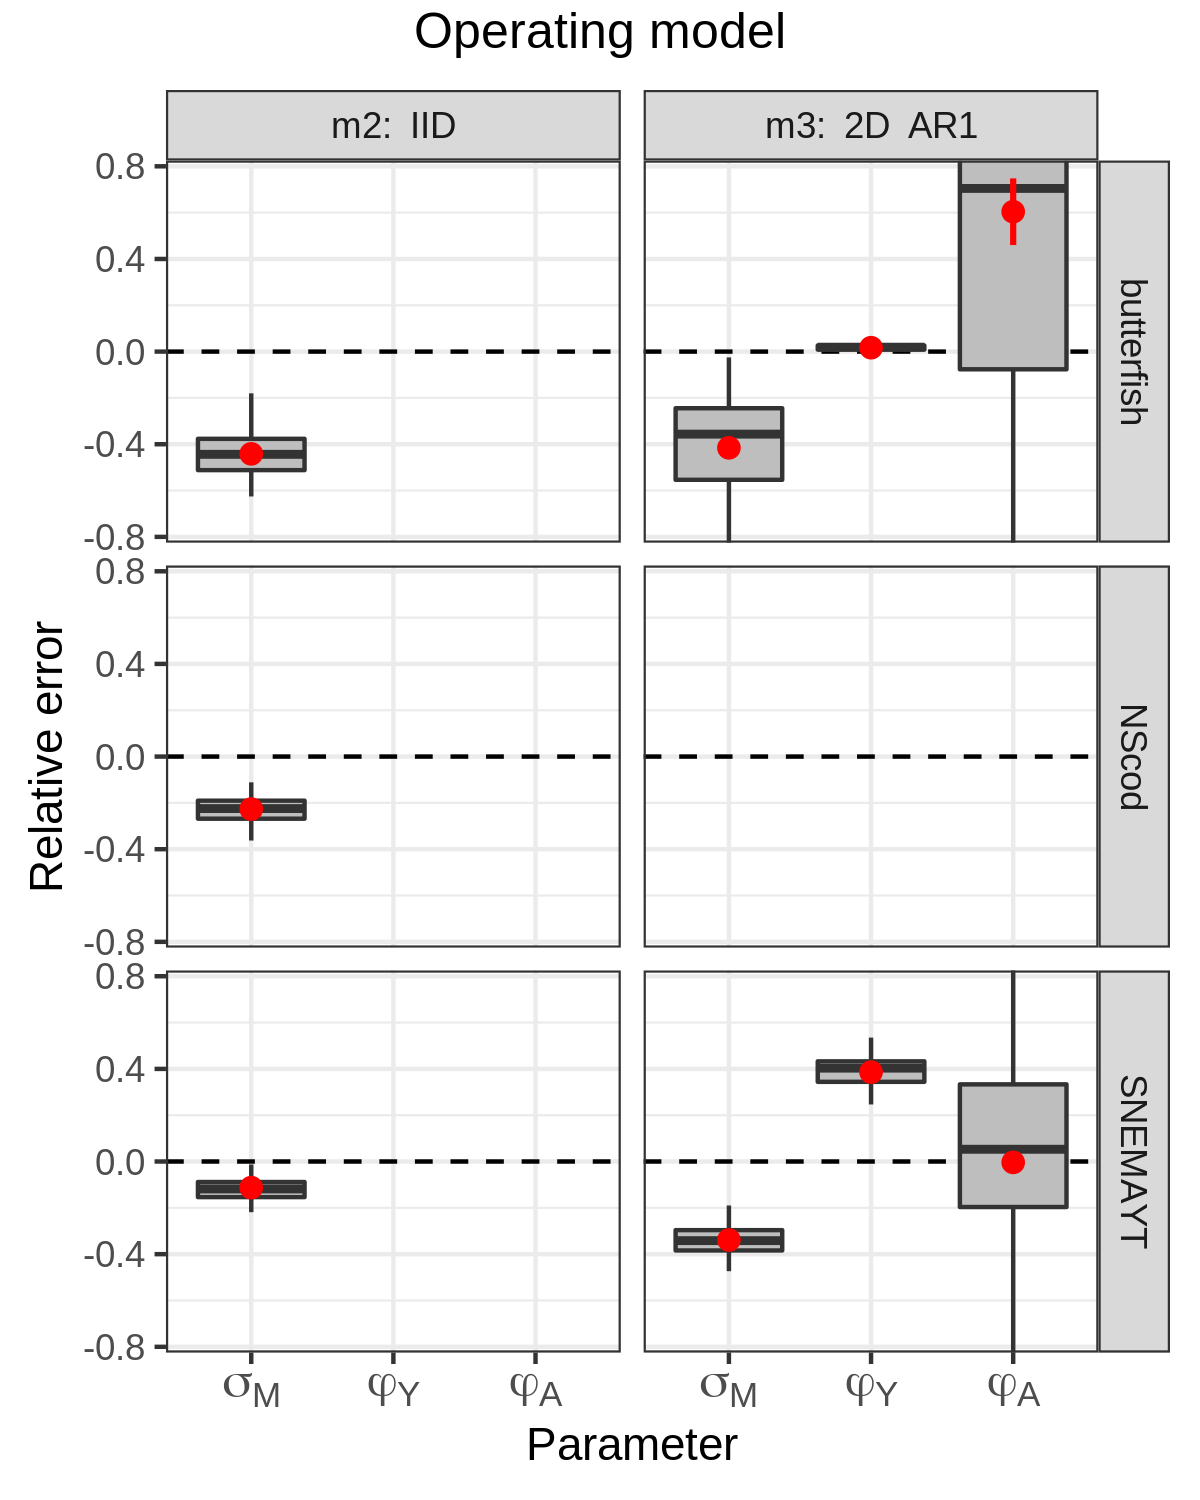 Operating model
m2: IID
m3: 2D AR1
0.8
0.4
0.0
-0.4
-0.8
butterfish
0.8
0.4
0.0
-0.4
-0.8
NScod
0.8
0.4
0.0
-0.4
-0.8
SNEMAYT
Relative error
σM φY φA σM φY φA
Parameter